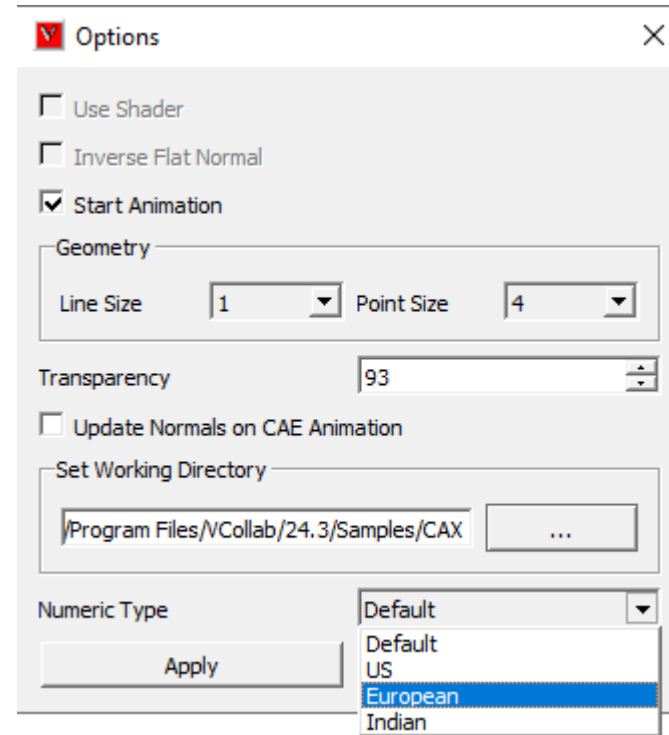 V Options
Use Shader
Inverse Flat Normal
Start Animation
Geometry
Line Size 1 Point Size 4
Transparency 93
Update Normals on CAE Animation
Set Working Directory
/Program Files/VCollab/24.3/Samples/CAX ...
Numeric Type Default
Default
Apply US
European
Indian